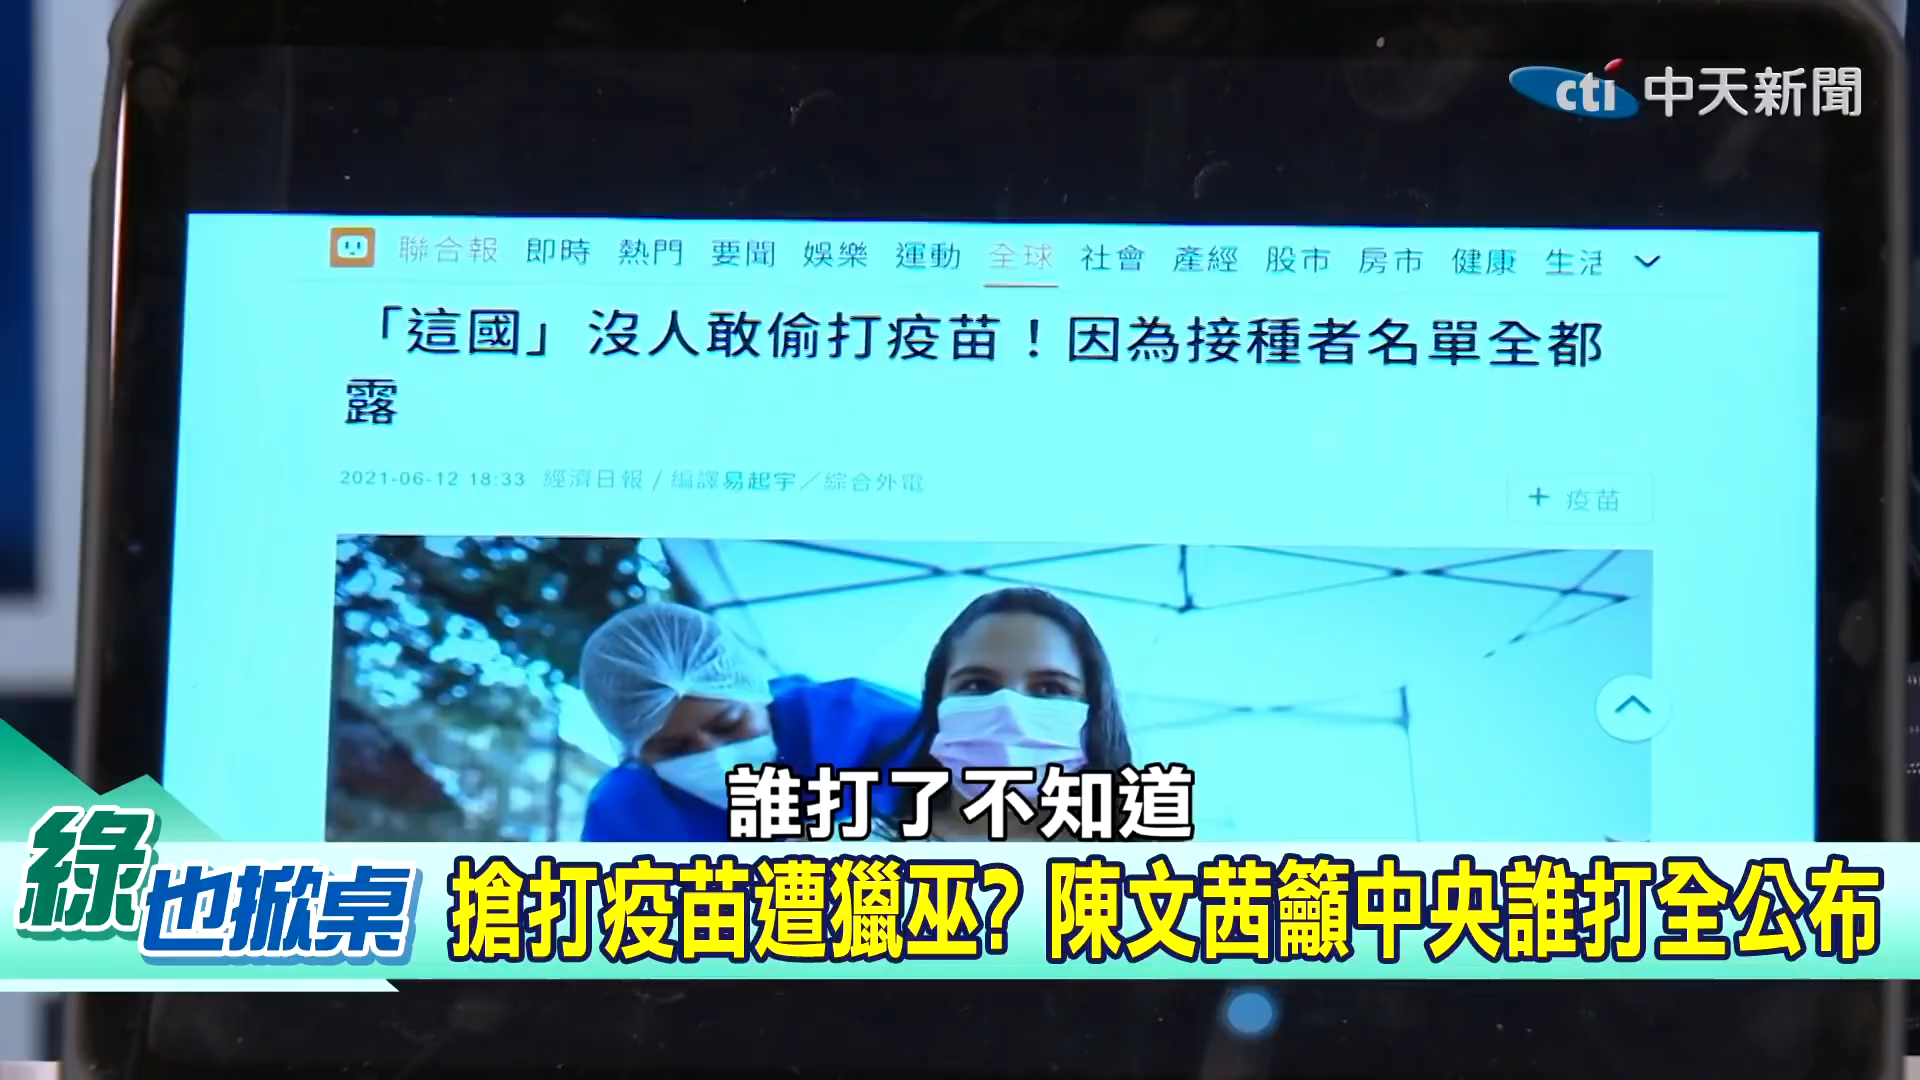 cti 中天新聞
聯合報 即時 熱門 要聞 娛樂 運動 全球 社會 產經 股市 房市 健康 生活
「這國」沒人敢偷打疫苗！因為接種者名單全都
露
2021-06-12 18:33 經濟日報 / 編譯易起宇／綜合外電
+ 疫苗
誰打了不知道
綠也掀桌
搶打疫苗遭獵巫? 陳文茜籲中央誰打全公布